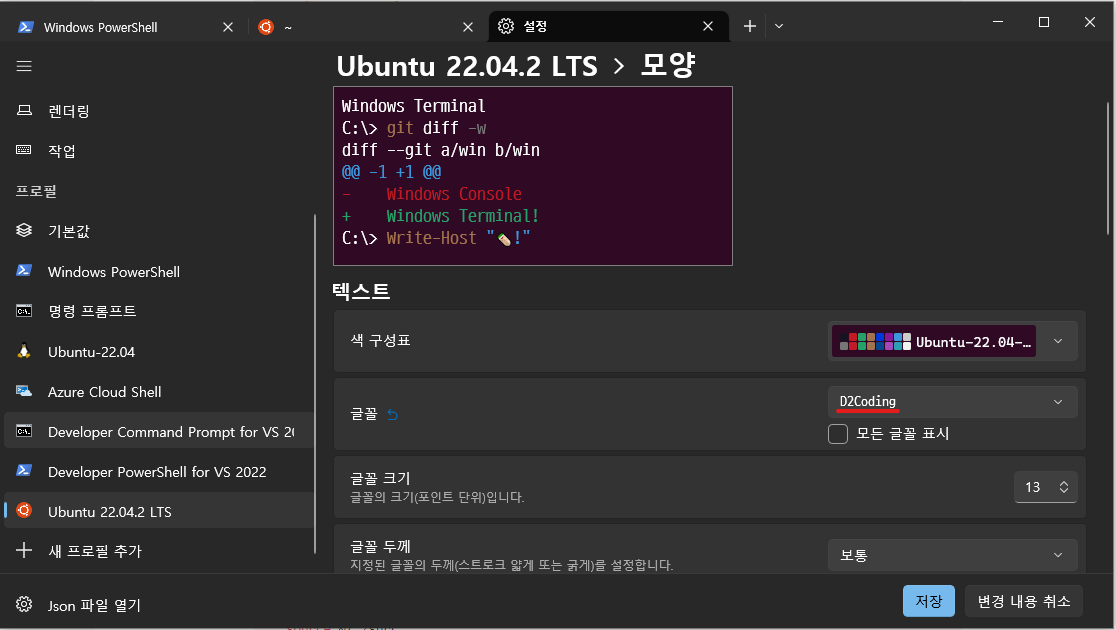 Windows PowerShell
~
설정
렌더링
작업
프로필
기본값
Windows PowerShell
명령 프롬프트
Ubuntu-22.04
Azure Cloud Shell
Developer Command Prompt for VS 20
Developer PowerShell for VS 2022
Ubuntu 22.04.2 LTS
새 프로필 추가
Json 파일 열기
Ubuntu 22.04.2 LTS > 모양
Windows Terminal
C:\> git diff -w
diff --git a/win b/win
@@ -1 +1 @@
-    Windows Console
+    Windows Terminal!
C:\> Write-Host "🪶!"
텍스트
색 구성표
Ubuntu-22.04-…
글꼴
D2Coding
모든 글꼴 표시
글꼴 크기
글꼴의 크기(포인트 단위)입니다.
13
글꼴 두께
지정된 글꼴의 두께(스트로크 얇게 또는 굵게)를 설정합니다.
보통
저장
변경 내용 취소